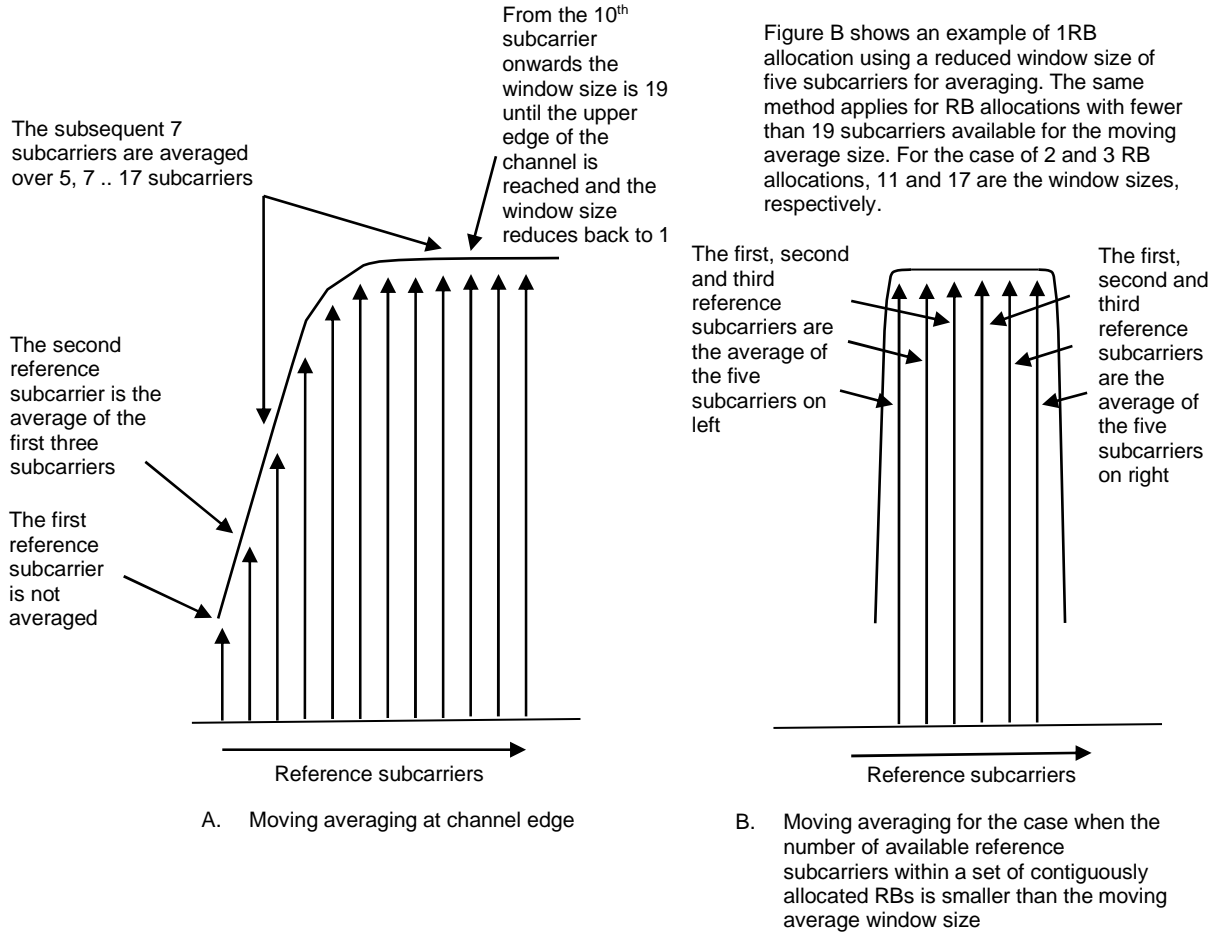 From the 10th
subcarrier
onwards the
window size is 19
until the upper
edge of the
channel is
reached and the
window size
reduces back to 1
Figure B shows an example of 1RB
allocation using a reduced window size of
five subcarriers for averaging. The same
method applies for RB allocations with fewer
than 19 subcarriers available for the moving
average size. For the case of 2 and 3 RB
allocations, 11 and 17 are the window sizes,
respectively.
The subsequent 7
subcarriers are averaged
over 5, 7 .. 17 subcarriers
The second
reference
subcarrier is the
average of the
first three
subcarriers
The first
reference
subcarrier
is not
averaged
The first, second
and third
reference
subcarriers are
the average of
the five
subcarriers on
left
The first,
second and
third
reference
subcarriers
are the
average of
the five
subcarriers
on right
Reference subcarriers
Reference subcarriers
A. Moving averaging at channel edge
B. Moving averaging for the case when the
number of available reference
subcarriers within a set of contiguously
allocated RBs is smaller than the moving
average window size